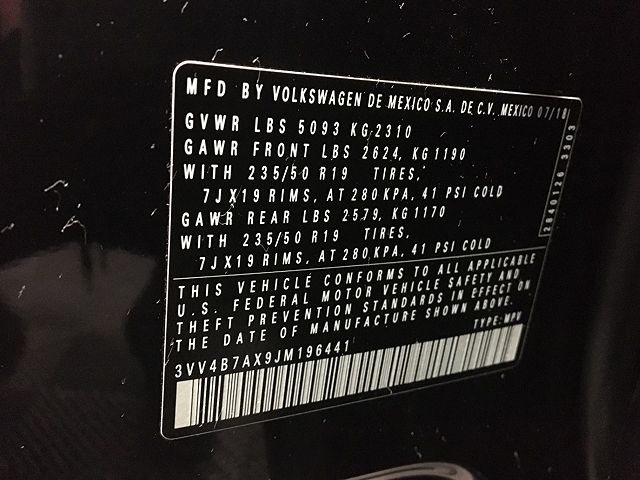 MFD BY VOLKSWAGEN DE MEXICO S.A. DE C.V. MEXICO 07/18
GVWR LBS 5093 KG 2310
GAWR FRONT LBS 2624, KG 1190
WITH 235/50 R19 TIRES,
7JX19 RIMS, AT 280 KPA, 41 PSI COLD
GAWR REAR LBS 2579, KG 1170
WITH 235/50 R19 TIRES,
7JX19 RIMS, AT 280 KPA, 41 PSI COLD
2840126 3303
THIS VEHICLE CONFORMS TO ALL APPLICABLE
U.S. FEDERAL MOTOR VEHICLE SAFETY AND
THEFT PREVENTION STANDARDS IN EFFECT ON
THE DATE OF MANUFACTURE SHOWN ABOVE.
3VV4B7AX9JM196441 TYPE: MPV